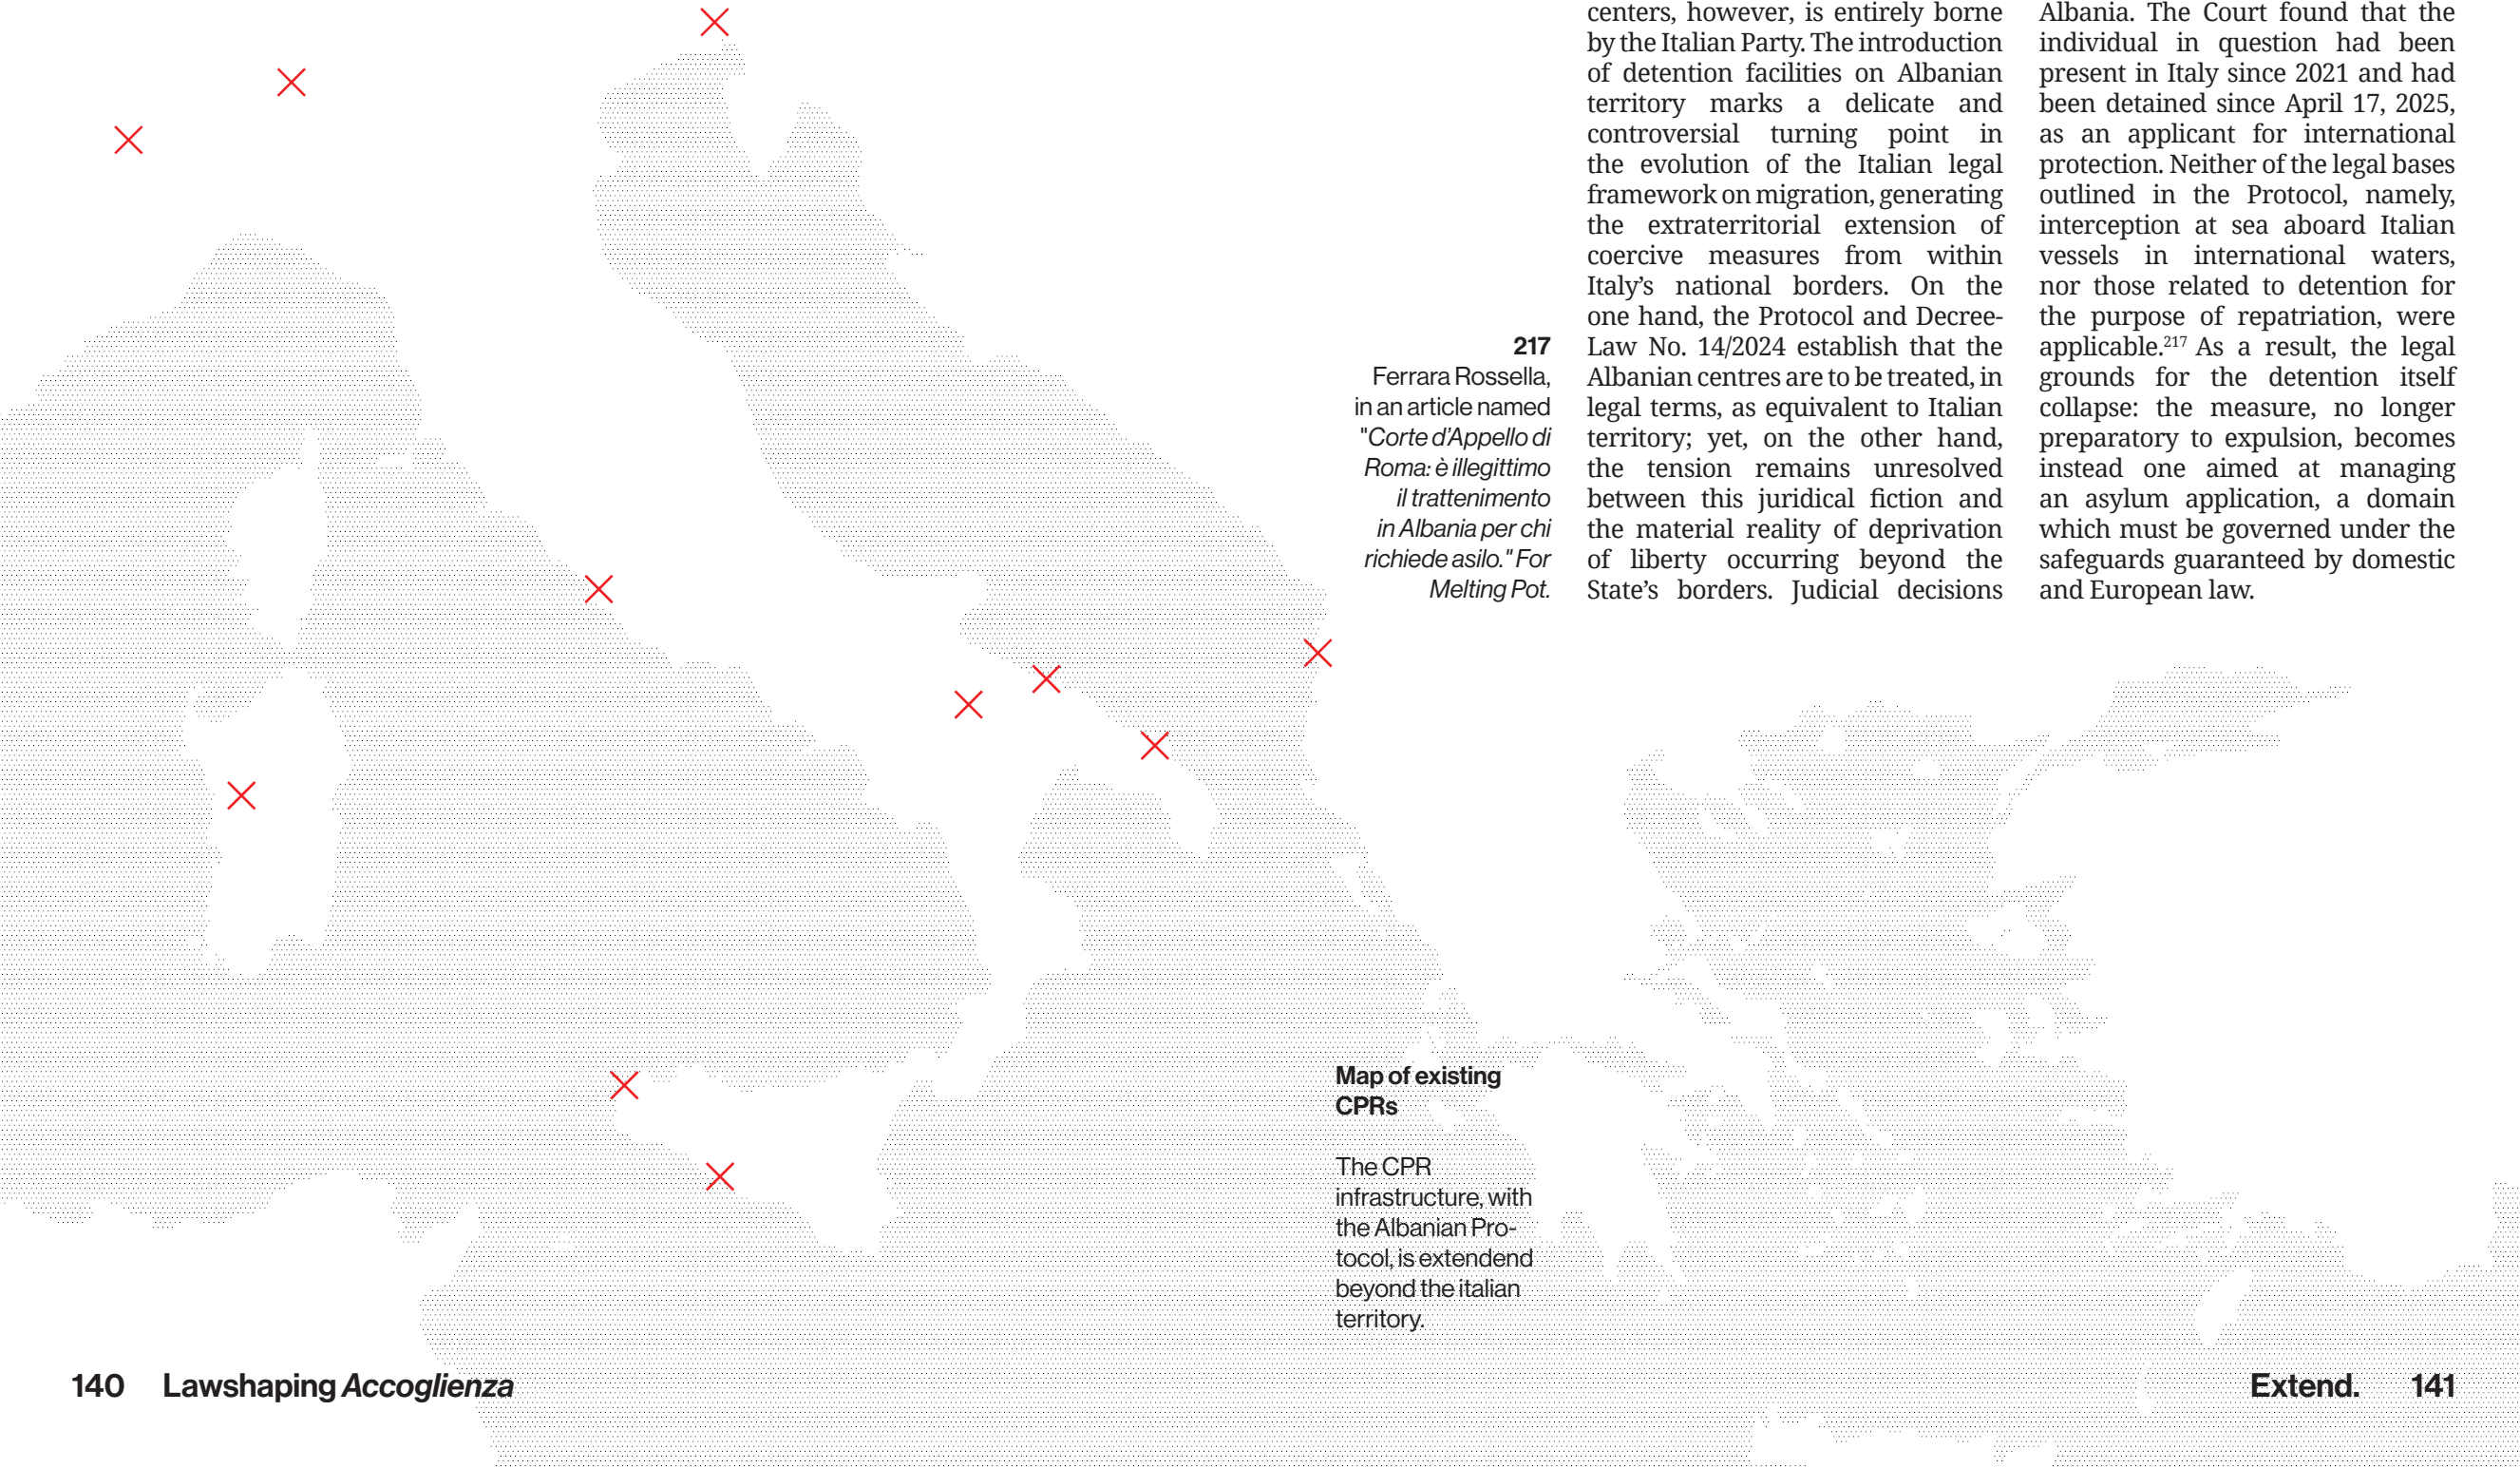 centers, however, is entirely borne
by the Italian Party. The introduction
of detention facilities on Albanian
territory marks a delicate and
controversial turning point in
the evolution of the Italian legal
framework on migration, generating
the extraterritorial extension of
coercive measures from within
Italy’s national borders. On the
one hand, the Protocol and Decree-
Law No. 14/2024 establish that the
Albanian centres are to be treated, in
legal terms, as equivalent to Italian
territory; yet, on the other hand,
the tension remains unresolved
between this juridical fiction and
the material reality of deprivation
of liberty occurring beyond the
State’s borders. Judicial decisions
Albania. The Court found that the
individual in question had been
present in Italy since 2021 and had
been detained since April 17, 2025,
as an applicant for international
protection. Neither of the legal bases
outlined in the Protocol, namely,
interception at sea aboard Italian
vessels in international waters,
nor those related to detention for
the purpose of repatriation, were
applicable.217 As a result, the legal
grounds for the detention itself
collapse: the measure, no longer
preparatory to expulsion, becomes
instead one aimed at managing
an asylum application, a domain
which must be governed under the
safeguards guaranteed by domestic
and European law.
217
Ferrara Rossella,
in an article named
"Corte d’Appello di
Roma: è illegittimo
il trattenimento
in Albania per chi
richiede asilo." For
Melting Pot.
Map of existing
CPRs
The CPR
infrastructure, with
the Albanian Pro-
tocol, is extendend
beyond the italian
territory.
140 Lawshaping Accoglienza
Extend. 141